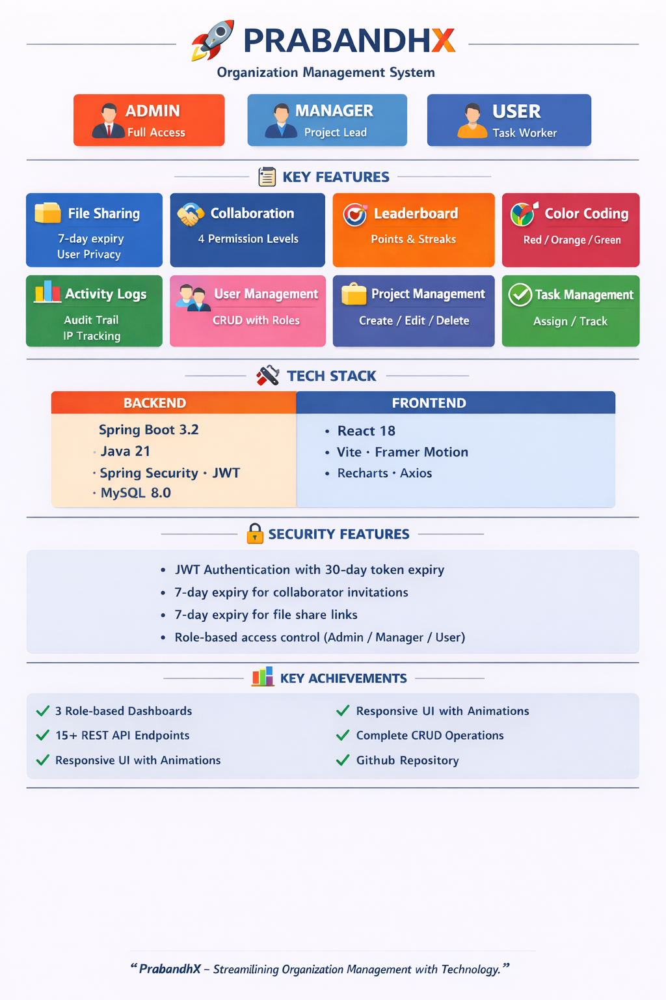 PRABANDHX
Organization Management System
ADMIN
Full Access
MANAGER
Project Lead
USER
Task Worker
KEY FEATURES
File Sharing
7-day expiry
User Privacy
Collaboration
4 Permission Levels
Leaderboard
Points & Streaks
Color Coding
Red / Orange / Green
Activity Logs
Audit Trail
IP Tracking
User Management
CRUD with Roles
Project Management
Create / Edit / Delete
Task Management
Assign / Track
TECH STACK
BACKEND
Spring Boot 3.2
· Java 21
· Spring Security · JWT
· MySQL 8.0
FRONTEND
• React 18
• Vite · Framer Motion
• Recharts · Axios
SECURITY FEATURES
• JWT Authentication with 30-day token expiry
• 7-day expiry for collaborator invitations
• 7-day expiry for file share links
• Role-based access control (Admin / Manager / User)
KEY ACHIEVEMENTS
✓ 3 Role-based Dashboards
✓ 15+ REST API Endpoints
✓ Responsive UI with Animations
✓ Responsive UI with Animations
✓ Complete CRUD Operations
✓ Github Repository
“PrabandhX – Streamilining Organization Management with Technology.”